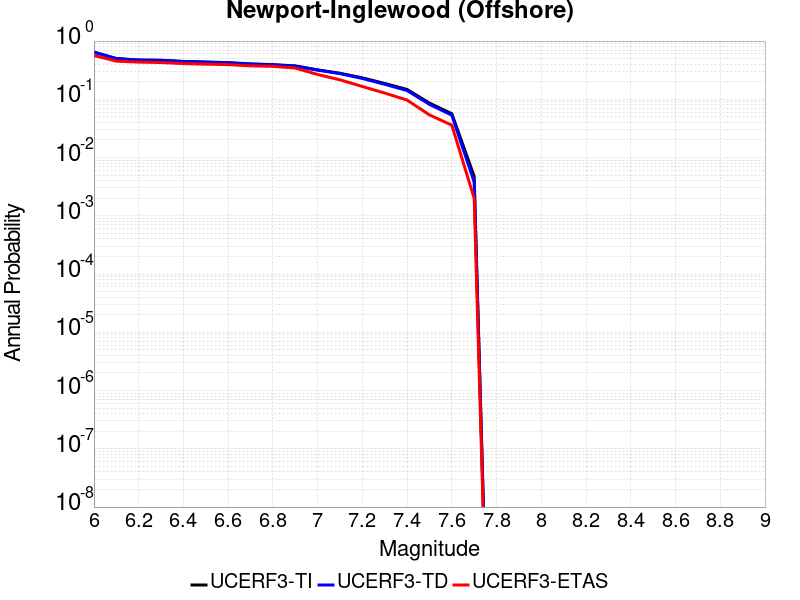 Newport-Inglewood (Offshore)
Annual Probability
10^0
10^-1
10^-2
10^-3
10^-4
10^-5
10^-6
10^-7
10^-8
6 6.2 6.4 6.6 6.8 7 7.2 7.4 7.6 7.8 8 8.2 8.4 8.6 8.8 9
Magnitude
UCERF3-TI UCERF3-TD UCERF3-ETAS